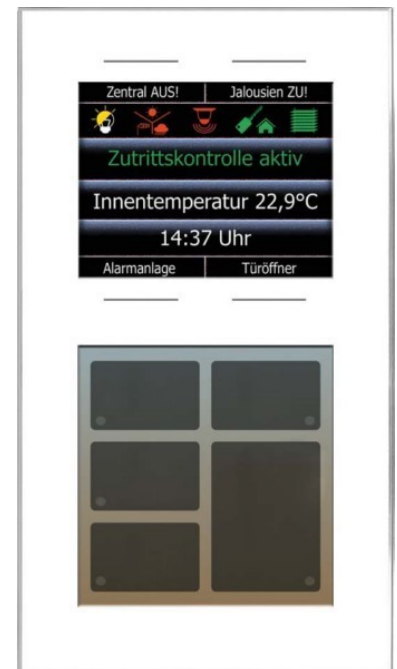 Zentral AUS! Jalousien ZU!
Zutrittskontrolle aktiv
Innentemperatur 22,9°C
14:37 Uhr
Alarmanlage Türöffner